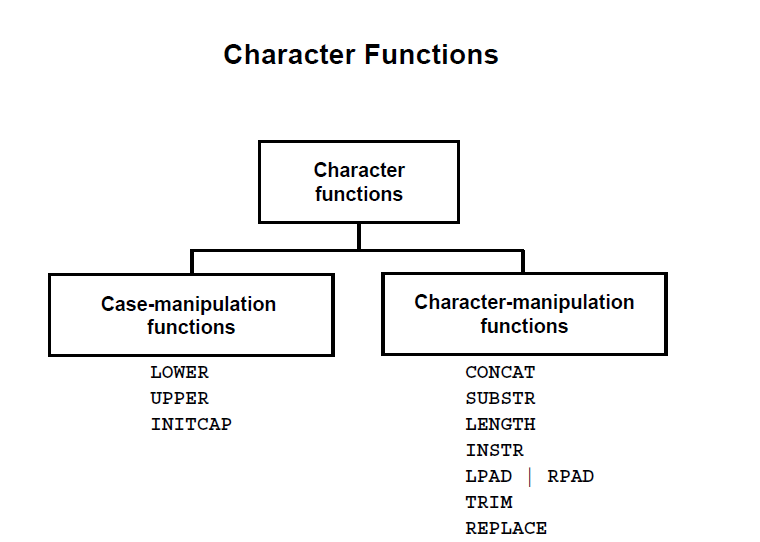 Character Functions
Character
functions
Case-manipulation
functions
LOWER
UPPER
INITCAP
Character-manipulation
functions
CONCAT
SUBSTR
LENGTH
INSTR
LPAD | RPAD
TRIM
REPLACE